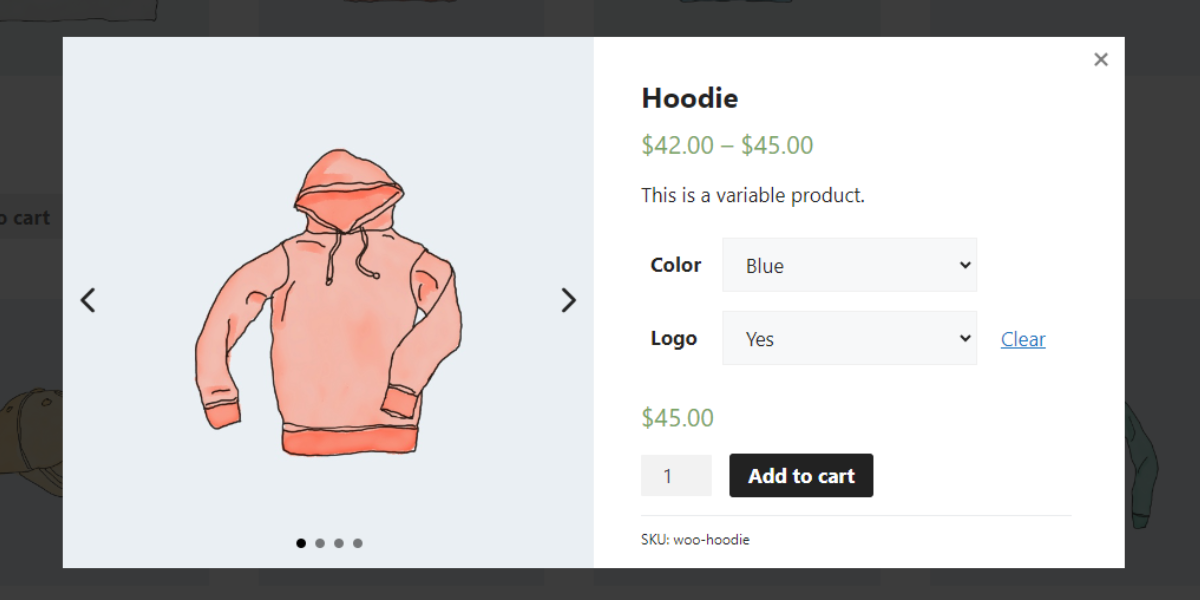 Hoodie
$42.00 – $45.00
This is a variable product.
Color Blue
Logo Yes Clear
$45.00
1 Add to cart
SKU: woo-hoodie
cart